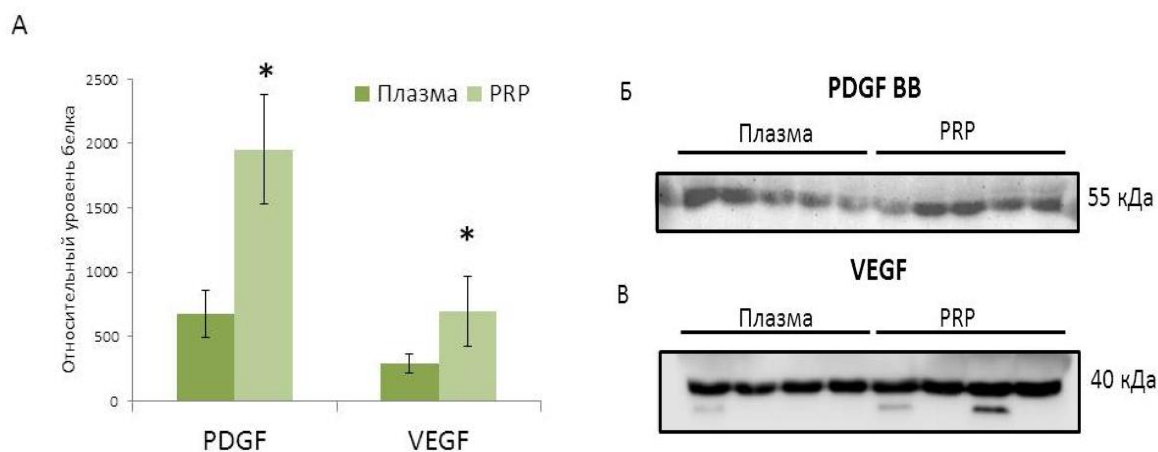 А
Относительный уровень белка
2500
2000
1500
1000
500
0
*
*
Плазма PRP
PDGF VEGF
Б
PDGF BB
Плазма PRP
55 кДа
VEGF
В
Плазма PRP
40 кДа